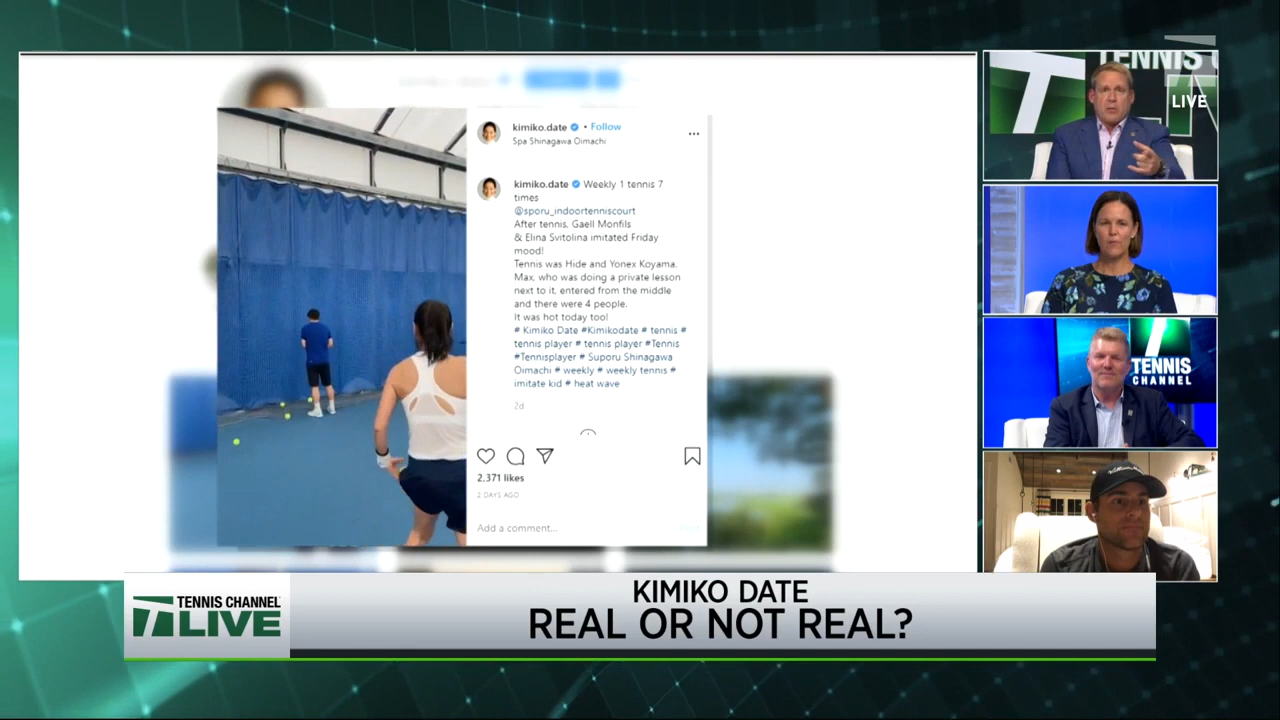 TENNIS
LIVE
kimiko.date • Follow
Spa Shinagawa Oimachi
kimiko.date Weekly 1 tennis 7
times
@sporu_indoortenniscourt
After tennis, Gaell Monfils
& Elina Svitolina imitated Friday
mood!
Tennis was Hide and Yonex Koyama.
Max, who was doing a private lesson
next to it, entered from the middle
and there were 4 people.
It was hot today too!
# Kimiko Date #Kimikodate # tennis #
tennis player # tennis player #Tennis
#Tennisplayer # Suporu Shinagawa
Oimachi # weekly # weekly tennis #
imitate kid # heat wave
2d
2,371 likes
2 DAYS AGO
Add a comment...
TENNIS
CHANNEL
TENNIS CHANNEL
LIVE
KIMIKO DATE
REAL OR NOT REAL?